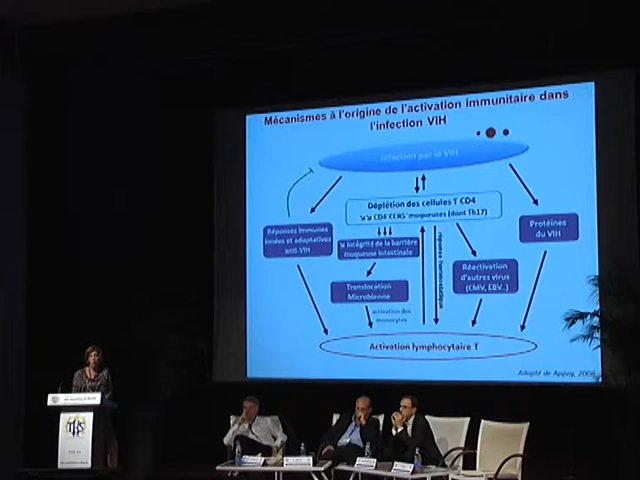 Mécanismes à l'origine de l'activation immunitaire dans
l'infection VIH
Infection par le VIH
Déplétion des cellules T CD4
↘↘ CD4⁺CCR5⁺ muqueuses (dont Th17)
Réponses immunes
innées et adaptatives
anti-VIH
↘ Intégrité de la barrière
muqueuse intestinale
réponse homéostatique
Protéines
du VIH
Réactivation
d'autres virus
(CMV, EBV..)
Translocation
Microbienne
activation des
monocytes
Activation lymphocytaire T
Adapté de Appay, 2008